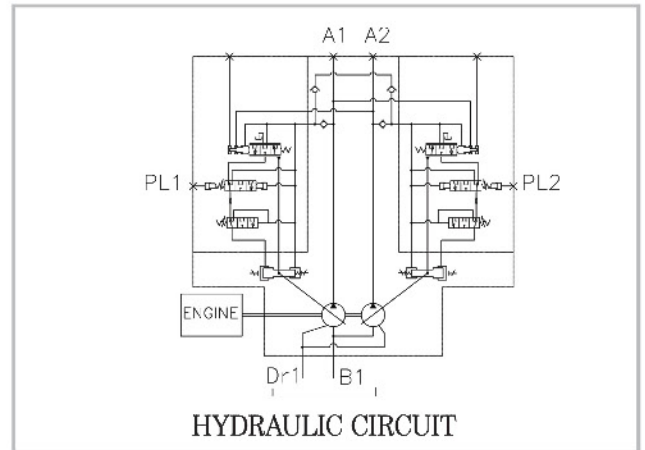 A1 A2
PL1 PL2
ENGINE
Dr1 B1
HYDRAULIC CIRCUIT